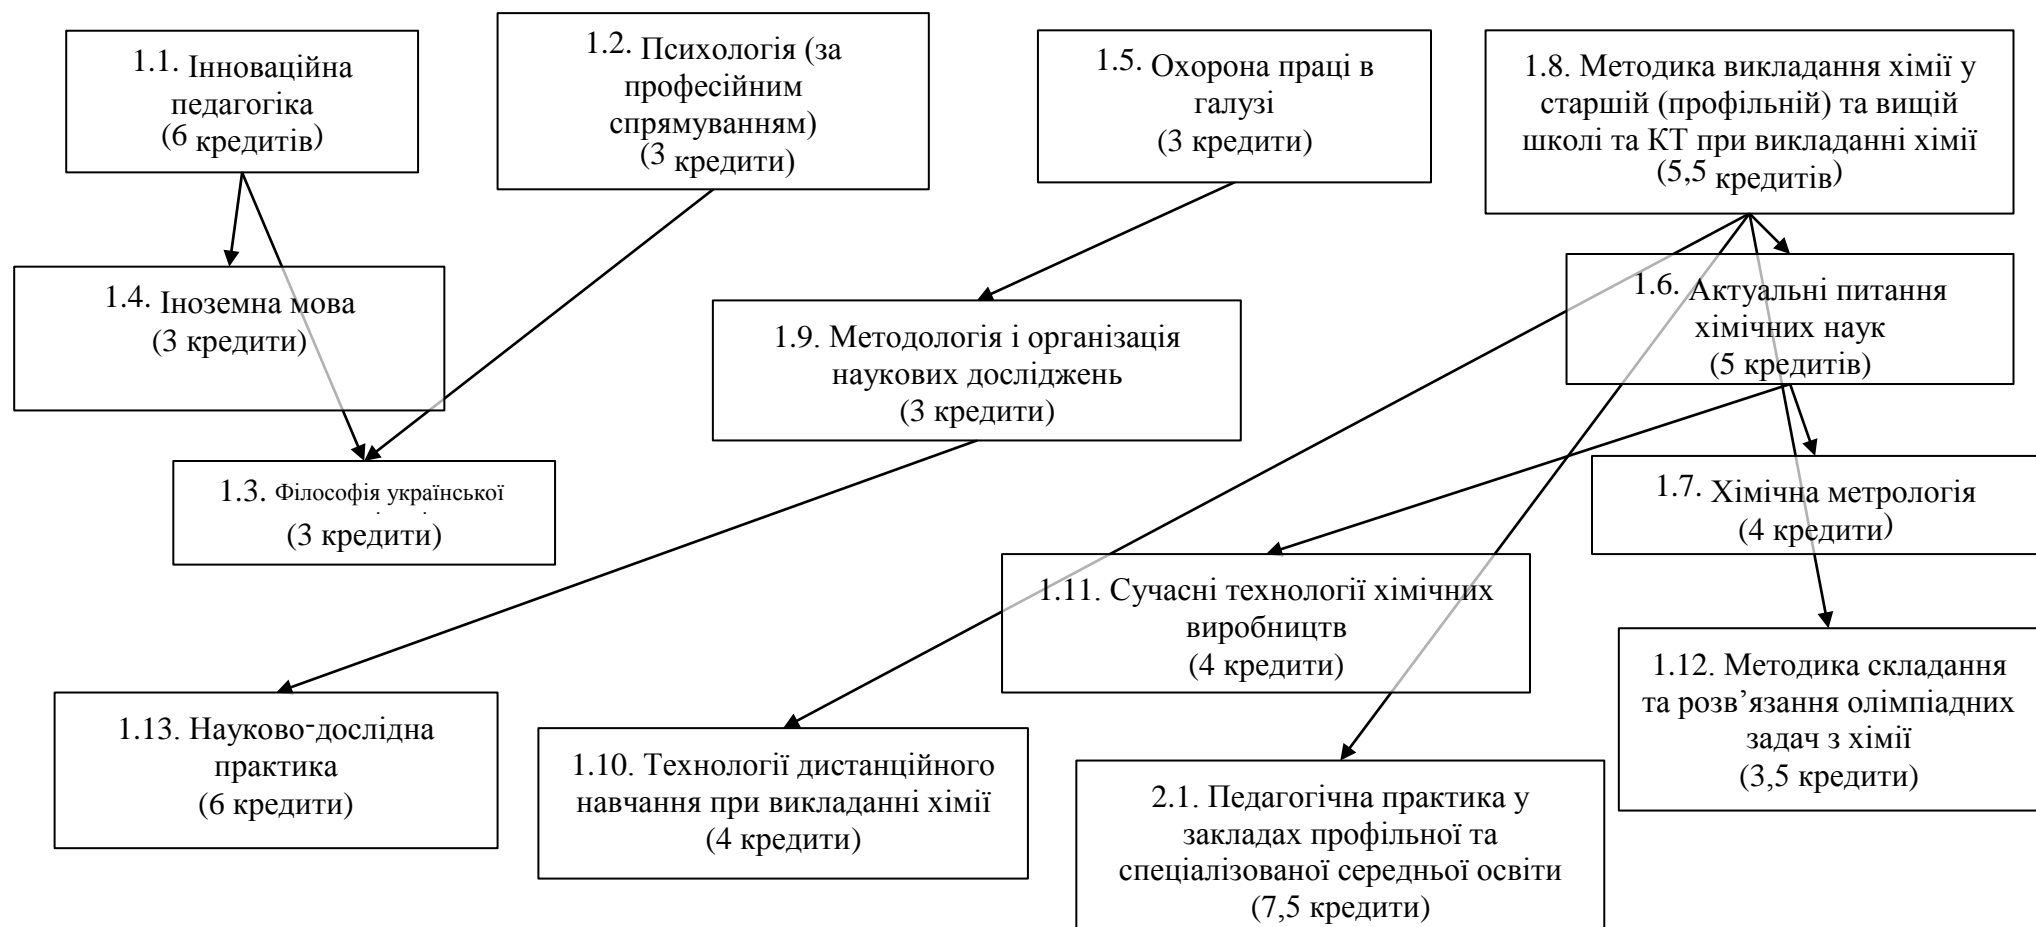 1.1. Інноваційна
педагогіка
(6 кредитів)
1.2. Психологія (за
професійним
спрямуванням)
(3 кредити)
1.5. Охорона праці в
галузі
(3 кредити)
1.8. Методика викладання хімії у
старшій (профільній) та вищій
школі та КТ при викладанні хімії
(5,5 кредитів)
1.4. Іноземна мова
(3 кредити)
1.9. Методологія і організація
наукових досліджень
(3 кредити)
1.6. Актуальні питання
хімічних наук
(5 кредитів)
1.3. Філософія української
(3 кредити)
1.7. Хімічна метрологія
(4 кредити)
1.11. Сучасні технології хімічних
виробництв
(4 кредити)
1.12. Методика складання
та розв’язання олімпіадних
задач з хімії
(3,5 кредити)
1.13. Науково-дослідна
практика
(6 кредити)
1.10. Технології дистанційного
навчання при викладанні хімії
(4 кредити)
2.1. Педагогічна практика у
закладах профільної та
спеціалізованої середньої освіти
(7,5 кредити)